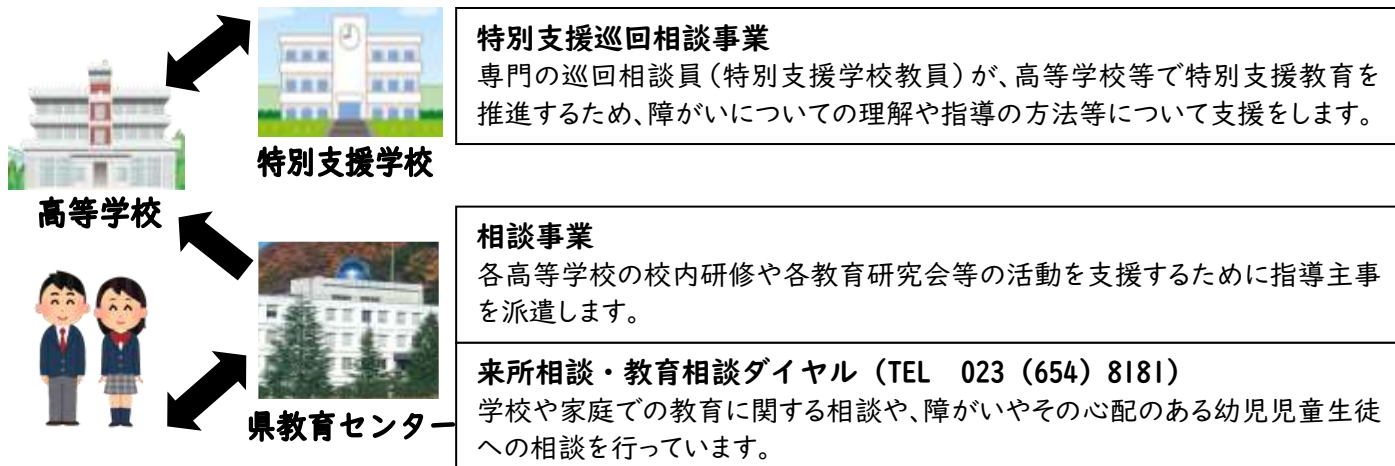 特別支援巡回相談事業
専門の巡回相談員(特別支援学校教員)が、高等学校等で特別支援教育を
推進するため、障がいについての理解や指導の方法等について支援をします。
特別支援学校
高等学校
相談事業
各高等学校の校内研修や各教育研究会等の活動を支援するために指導主事
を派遣します。
来所相談・教育相談ダイヤル(TEL 023(654)8181)
学校や家庭での教育に関する相談や、障がいやその心配のある幼児児童生徒
への相談を行っています。
県教育センター